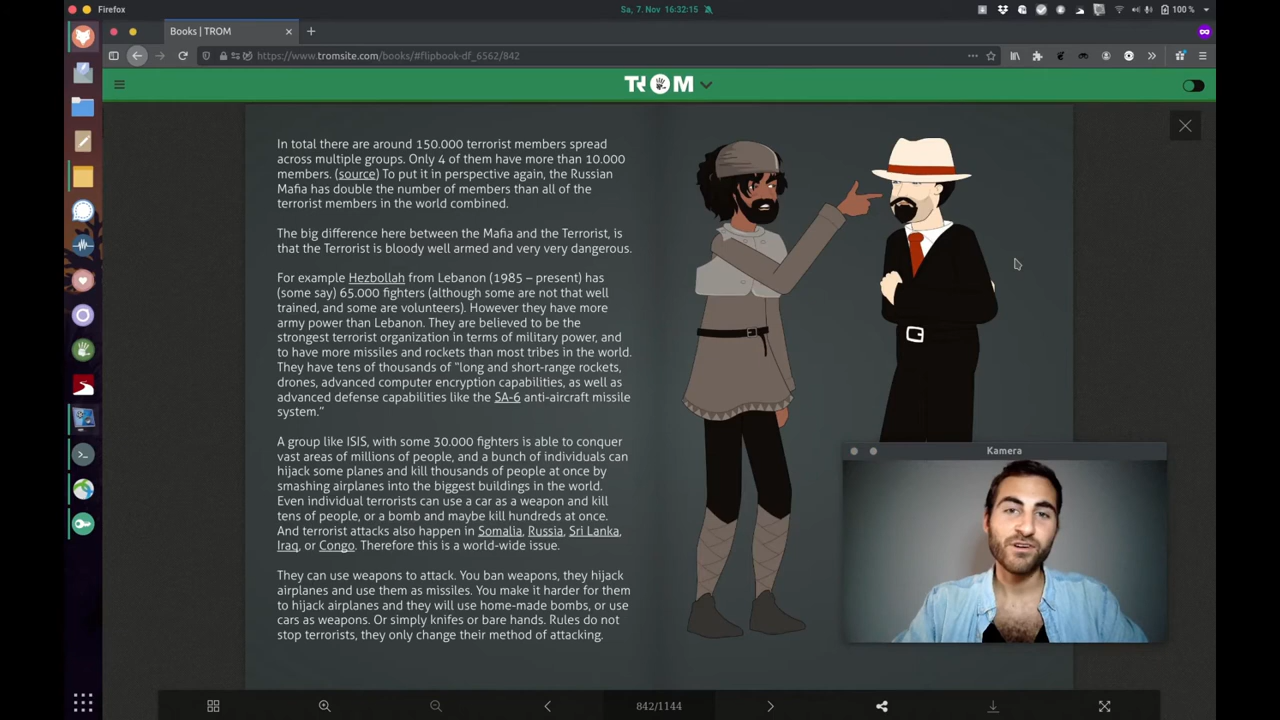 Firefox
Sa, 7. Nov 16:32:15
100 %
Books | TROM
https://www.tromsite.com/books/#flipbook-df_6562/842
TROM
In total there are around 150.000 terrorist members spread
across multiple groups. Only 4 of them have more than 10.000
members. (source) To put it in perspective again, the Russian
Mafia has double the number of members than all of the
terrorist members in the world combined.
The big difference here between the Mafia and the Terrorist, is
that the Terrorist is bloody well armed and very very dangerous.
For example Hezbollah from Lebanon (1985 – present) has
(some say) 65.000 fighters (although some are not that well
trained, and some are volunteers). However they have more
army power than Lebanon. They are believed to be the
strongest terrorist organization in terms of military power, and
to have more missiles and rockets than most tribes in the world.
They have tens of thousands of “long and short-range rockets,
drones, advanced computer encryption capabilities, as well as
advanced defense capabilities like the SA-6 anti-aircraft missile
system.”
A group like ISIS, with some 30.000 fighters is able to conquer
vast areas of millions of people, and a bunch of individuals can
hijack some planes and kill thousands of people at once by
smashing airplanes into the biggest buildings in the world.
Even individual terrorists can use a car as a weapon and kill
tens of people, or a bomb and maybe kill hundreds at once.
And terrorist attacks also happen in Somalia, Russia, Sri Lanka,
Iraq, or Congo. Therefore this is a world-wide issue.
They can use weapons to attack. You ban weapons, they hijack
airplanes and use them as missiles. You make it harder for them
to hijack airplanes and they will use home-made bombs, or use
cars as weapons. Or simply knifes or bare hands. Rules do not
stop terrorists, they only change their method of attacking.
Kamera
842/1144